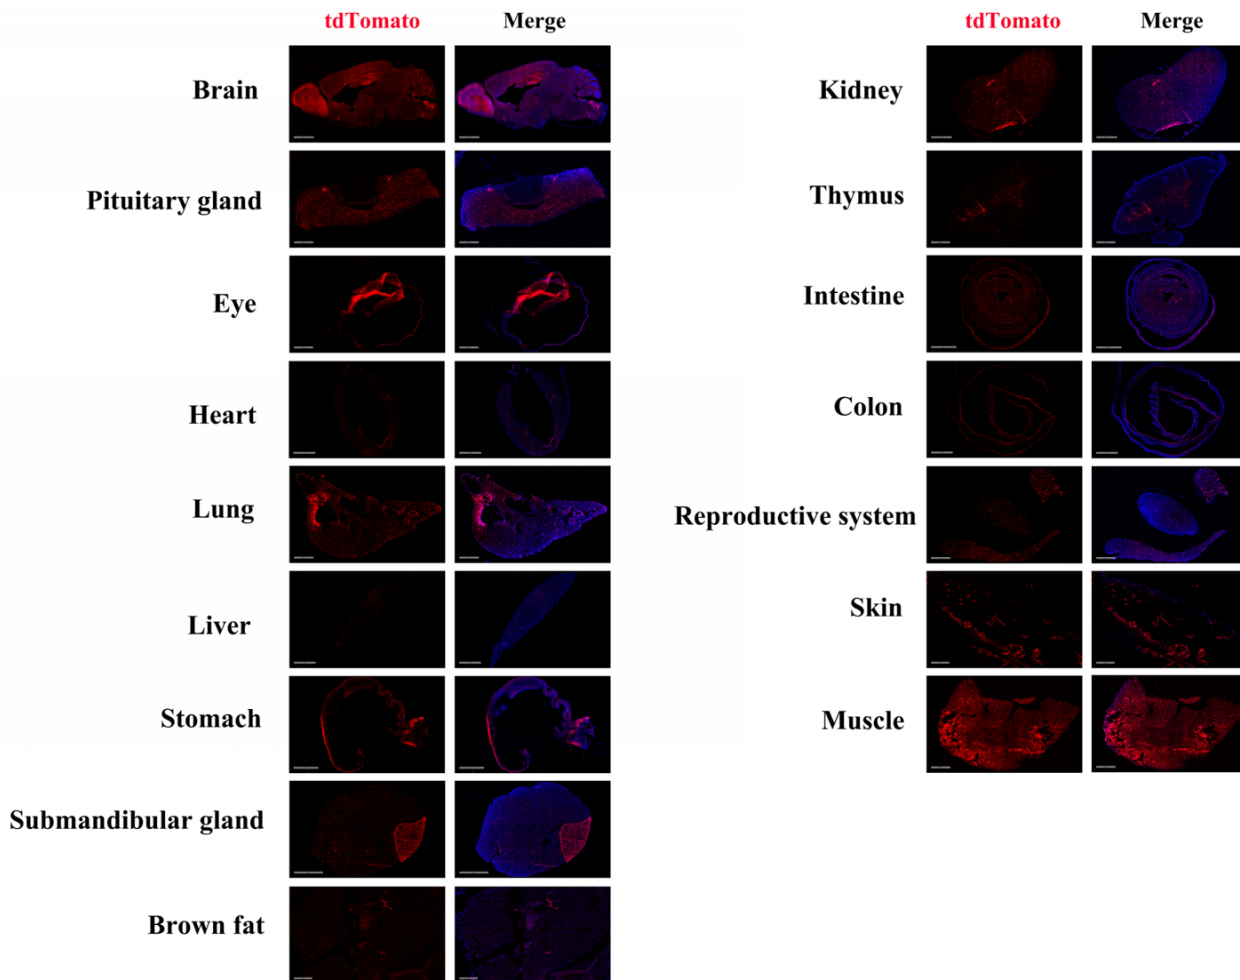 tdTomato Merge
Brain
Pituitary gland
Eye
Heart
Lung
Liver
Stomach
Submandibular gland
Brown fat
tdTomato Merge
Kidney
Thymus
Intestine
Colon
Reproductive system
Skin
Muscle